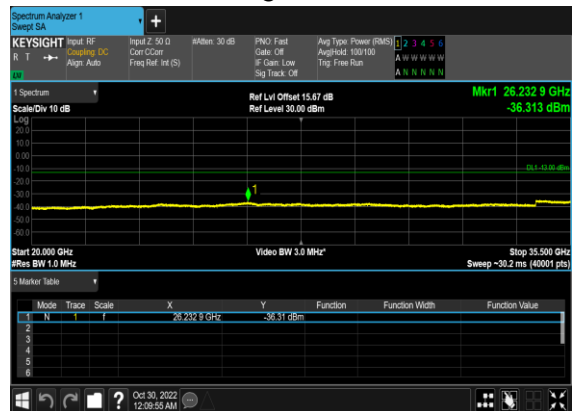 Spectrum Analyzer 1
Swept SA
+
KEYSIGHT Input: RF Input Z: 50 Ω #Atten: 30 dB PNO: Fast Avg Type: Power (RMS) 1 2 3 4 5 6
R T Coupling: DC Corr CCorr Gate: Off Avg|Hold: 100/100 A W W W W W
Align: Auto Freq Ref: Int (S) IF Gain: Low Trig: Free Run
Sig Track: Off A N N N N N
1 Spectrum Ref Lvl Offset 15.67 dB Mkr1 26.232 9 GHz
Scale/Div 10 dB Ref Level 30.00 dBm -36.313 dBm
Log
20.0
10.0
0.00
-10.0
DL1 -13.00 dBm
-20.0
1
-30.0
-40.0
-50.0
-60.0
Start 20.000 GHz Video BW 3.0 MHz* Stop 35.500 GHz
#Res BW 1.0 MHz Sweep ~30.2 ms (40001 pts)
5 Marker Table
Mode Trace Scale X Y Function Function Width Function Value
1 N 1 f 26.232 9 GHz -36.31 dBm
2
3
4
5
6
? Oct 30, 2022
12:09:55 AM